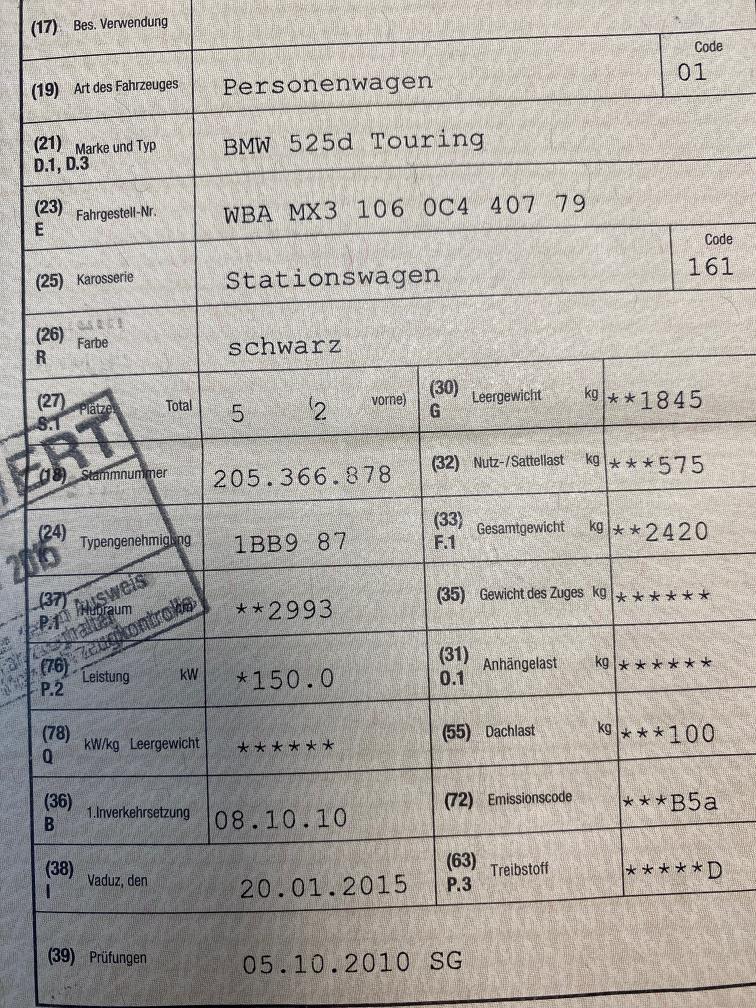 (17) Bes. Verwendung
Code
(19) Art des Fahrzeuges Personenwagen 01
(21) Marke und Typ BMW 525d Touring
D.1, D.3
(23) Fahrgestell-Nr. WBA MX3 106 0C4 407 79
E
Code
(25) Karosserie Stationswagen 161
(26) Farbe schwarz
R
(27) Plätze Total 5 (2 vorne) (30) Leergewicht kg **1845
S.1 G
(18) Stammnummer 205.366.878 (32) Nutz-/Sattellast kg ***575
(24) Typengenehmigung 1BB9 87 (33) Gesamtgewicht kg **2420
F.1
(37) Hubraum cm³ **2993 (35) Gewicht des Zuges kg ******
P.1
(76) Leistung kW *150.0 (31) Anhängelast kg ******
P.2 O.1
(78) kW/kg Leergewicht ****** (55) Dachlast kg ***100
Q
(36) 1.Inverkehrsetzung 08.10.10 (72) Emissionscode ***B5a
B
(38) Vaduz, den 20.01.2015 (63) Treibstoff *****D
I P.3
(39) Prüfungen 05.10.2010 SG
IERT
2015
Ausweis